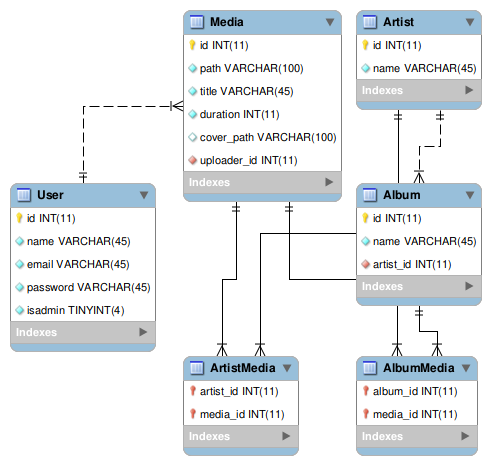 Media
id INT(11)
path VARCHAR(100)
title VARCHAR(45)
duration INT(11)
cover_path VARCHAR(100)
uploader_id INT(11)
Indexes
Artist
id INT(11)
name VARCHAR(45)
Indexes
User
id INT(11)
name VARCHAR(45)
email VARCHAR(45)
password VARCHAR(45)
isadmin TINYINT(4)
Indexes
Album
id INT(11)
name VARCHAR(45)
artist_id INT(11)
Indexes
ArtistMedia
artist_id INT(11)
media_id INT(11)
Indexes
AlbumMedia
album_id INT(11)
media_id INT(11)
Indexes